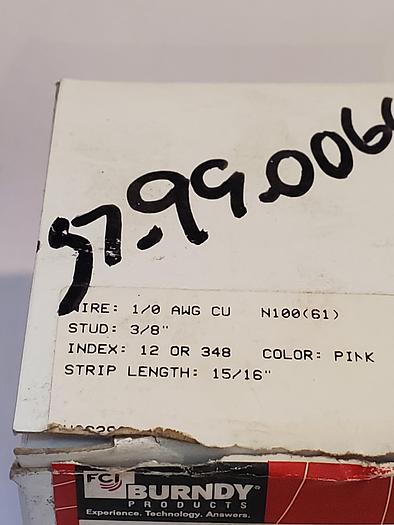 57.99.006
WIRE: 1/0 AWG CU N100(61)
STUD: 3/8"
INDEX: 12 OR 348 COLOR: PINK
STRIP LENGTH: 15/16"
FCI
BURNDY®
PRODUCTS
Experience. Technology. Answers.